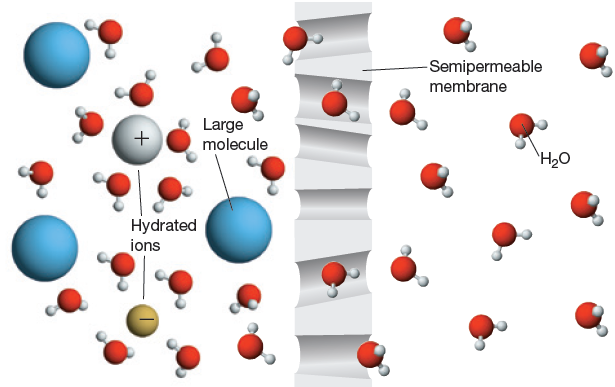 Semipermeable
membrane
Large
molecule
+
H₂O
Hydrated
ions
−